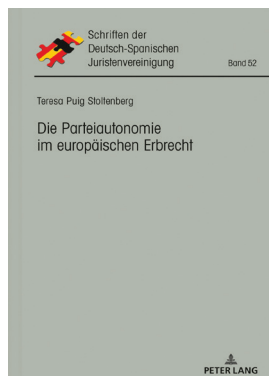 Schriften der
Deutsch-Spanischen
Juristenvereinigung
Band 52
Teresa Puig Stoltenberg
Die Parteiautonomie
im europäischen Erbrecht
PETER LANG